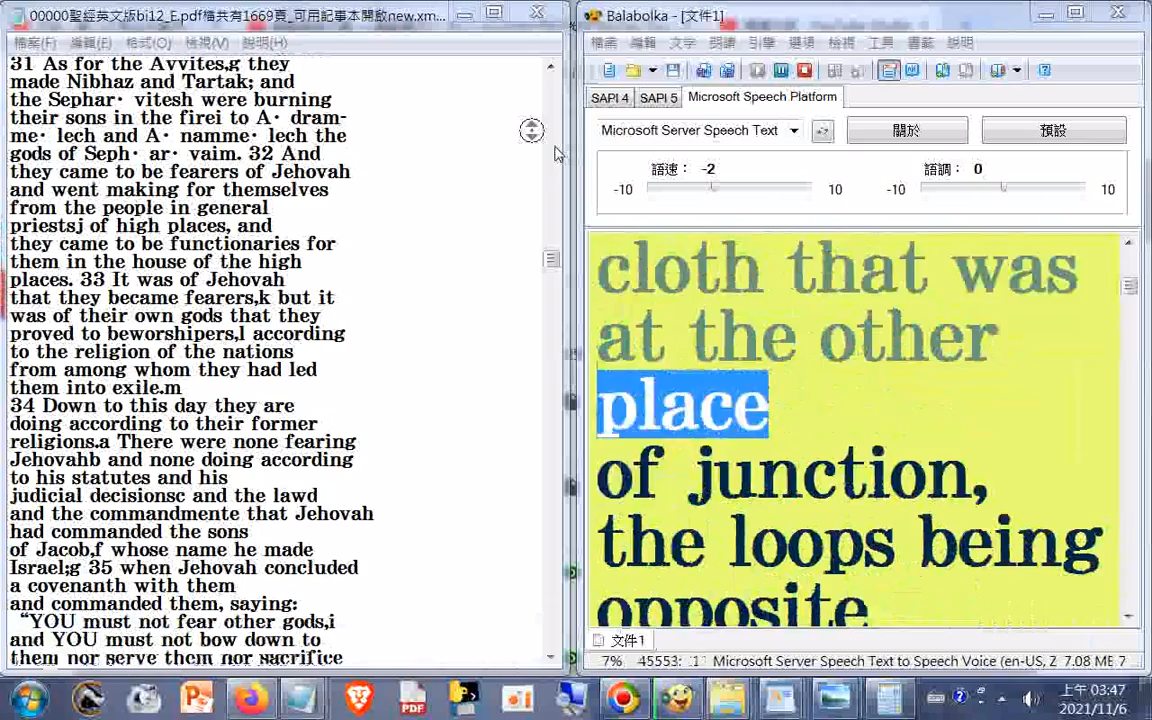 00000聖經英文版bi12_E.pdf檔共有1669頁_可用記事本開啟new.xm...
檔案(F) 編輯(E) 格式(O) 檢視(V) 說明(H)
31 As for the Avvites,g they
made Nibhaz and Tartak; and
the Sephar· vitesh were burning
their sons in the firei to A· dram-
me· lech and A· namme· lech the
gods of Seph· ar· vaim. 32 And
they came to be fearers of Jehovah
and went making for themselves
from the people in general
priestsj of high places, and
they came to be functionaries for
them in the house of the high
places. 33 It was of Jehovah
that they became fearers,k but it
was of their own gods that they
proved to beworshipers,l according
to the religion of the nations
from among whom they had led
them into exile.m
34 Down to this day they are
doing according to their former
religions.a There were none fearing
Jehovahb and none doing according
to his statutes and his
judicial decisionsc and the lawd
and the commandmente that Jehovah
had commanded the sons
of Jacob,f whose name he made
Israel;g 35 when Jehovah concluded
a covenanth with them
and commanded them, saying:
“YOU must not fear other gods,i
and YOU must not bow down to
them nor serve them nor sacrifice
Balabolka - [文件1]
檔案 編輯 文字 朗讀 引擎 選項 檢視 工具 書籤 說明
SAPI 4 SAPI 5 Microsoft Speech Platform
Microsoft Server Speech Text 關於 預設
語速： -2 語調： 0
-10 10 -10 10
cloth that was
at the other
place
of junction,
the loops being
opposite
文件1
7% 45553: Microsoft Server Speech Text to Speech Voice (en-US, Z 7.08 MB 7
PDF
上午 03:47
2021/11/6